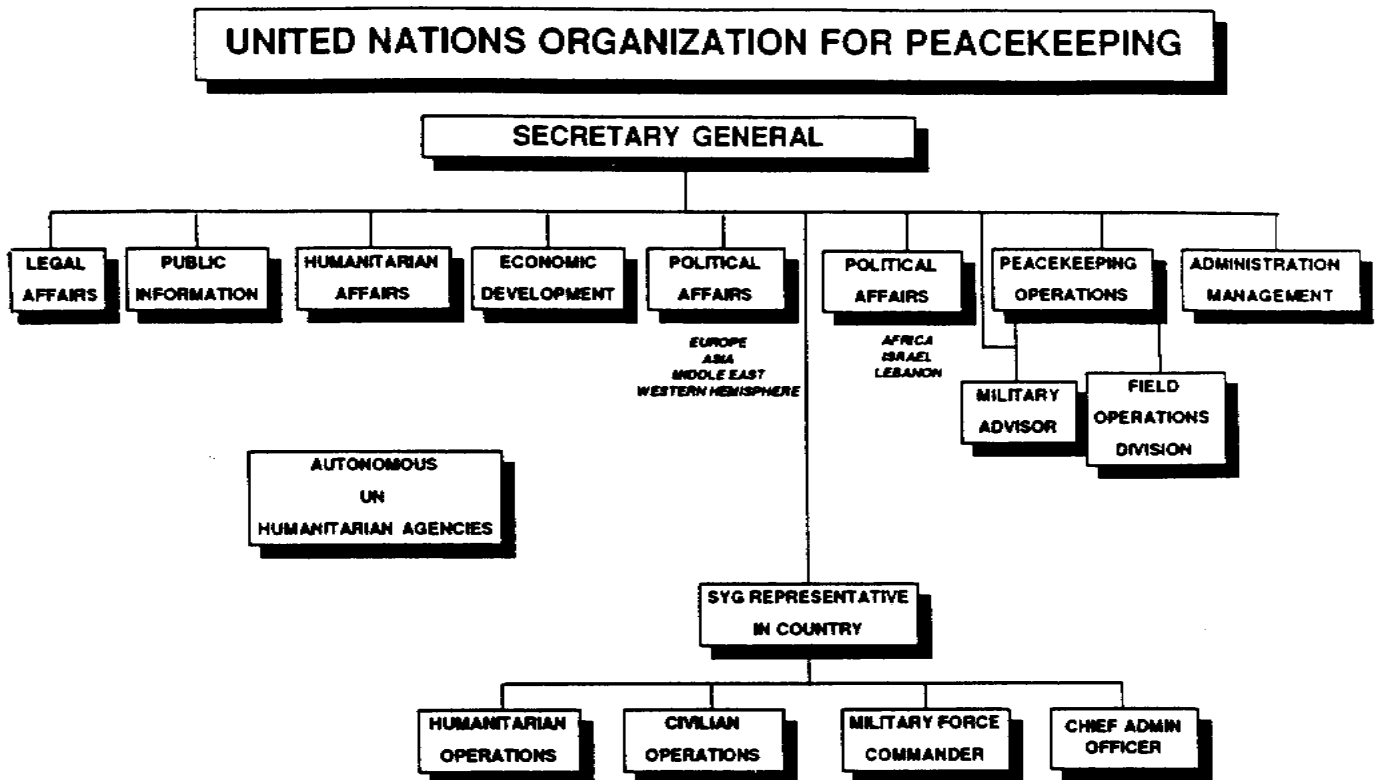 UNITED NATIONS ORGANIZATION FOR PEACEKEEPING
SECRETARY GENERAL
LEGAL
AFFAIRS
PUBLIC
INFORMATION
HUMANITARIAN
AFFAIRS
ECONOMIC
DEVELOPMENT
POLITICAL
AFFAIRS
EUROPE
ASIA
MIDDLE EAST
WESTERN HEMISPHERE
POLITICAL
AFFAIRS
AFRICA
ISRAEL
LEBANON
PEACEKEEPING
OPERATIONS
ADMINISTRATION
MANAGEMENT
MILITARY
ADVISOR
FIELD
OPERATIONS
DIVISION
AUTONOMOUS
UN
HUMANITARIAN AGENCIES
SYG REPRESENTATIVE
IN COUNTRY
HUMANITARIAN
OPERATIONS
CIVILIAN
OPERATIONS
MILITARY FORCE
COMMANDER
CHIEF ADMIN
OFFICER